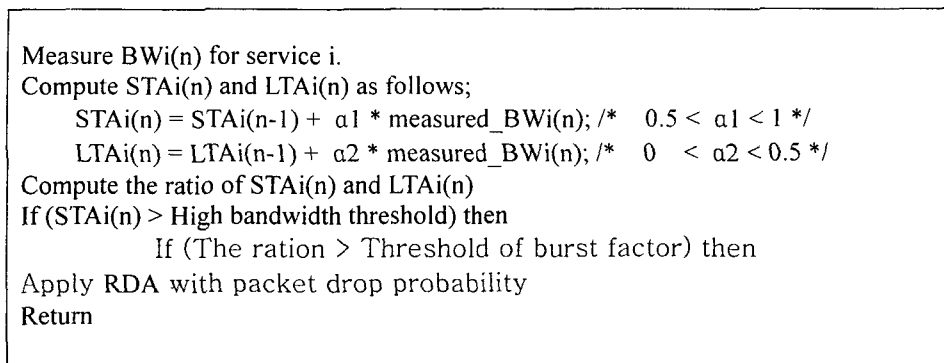 Measure BWi(n) for service i.
Compute STAi(n) and LTAi(n) as follows;
STAi(n) = STAi(n-1) + α1 * measured_BWi(n); /* 0.5 < α1 < 1 */
LTAi(n) = LTAi(n-1) + α2 * measured_BWi(n); /* 0 < α2 < 0.5 */
Compute the ratio of STAi(n) and LTAi(n)
If (STAi(n) > High bandwidth threshold) then
If (The ration > Threshold of burst factor) then
Apply RDA with packet drop probability
Return